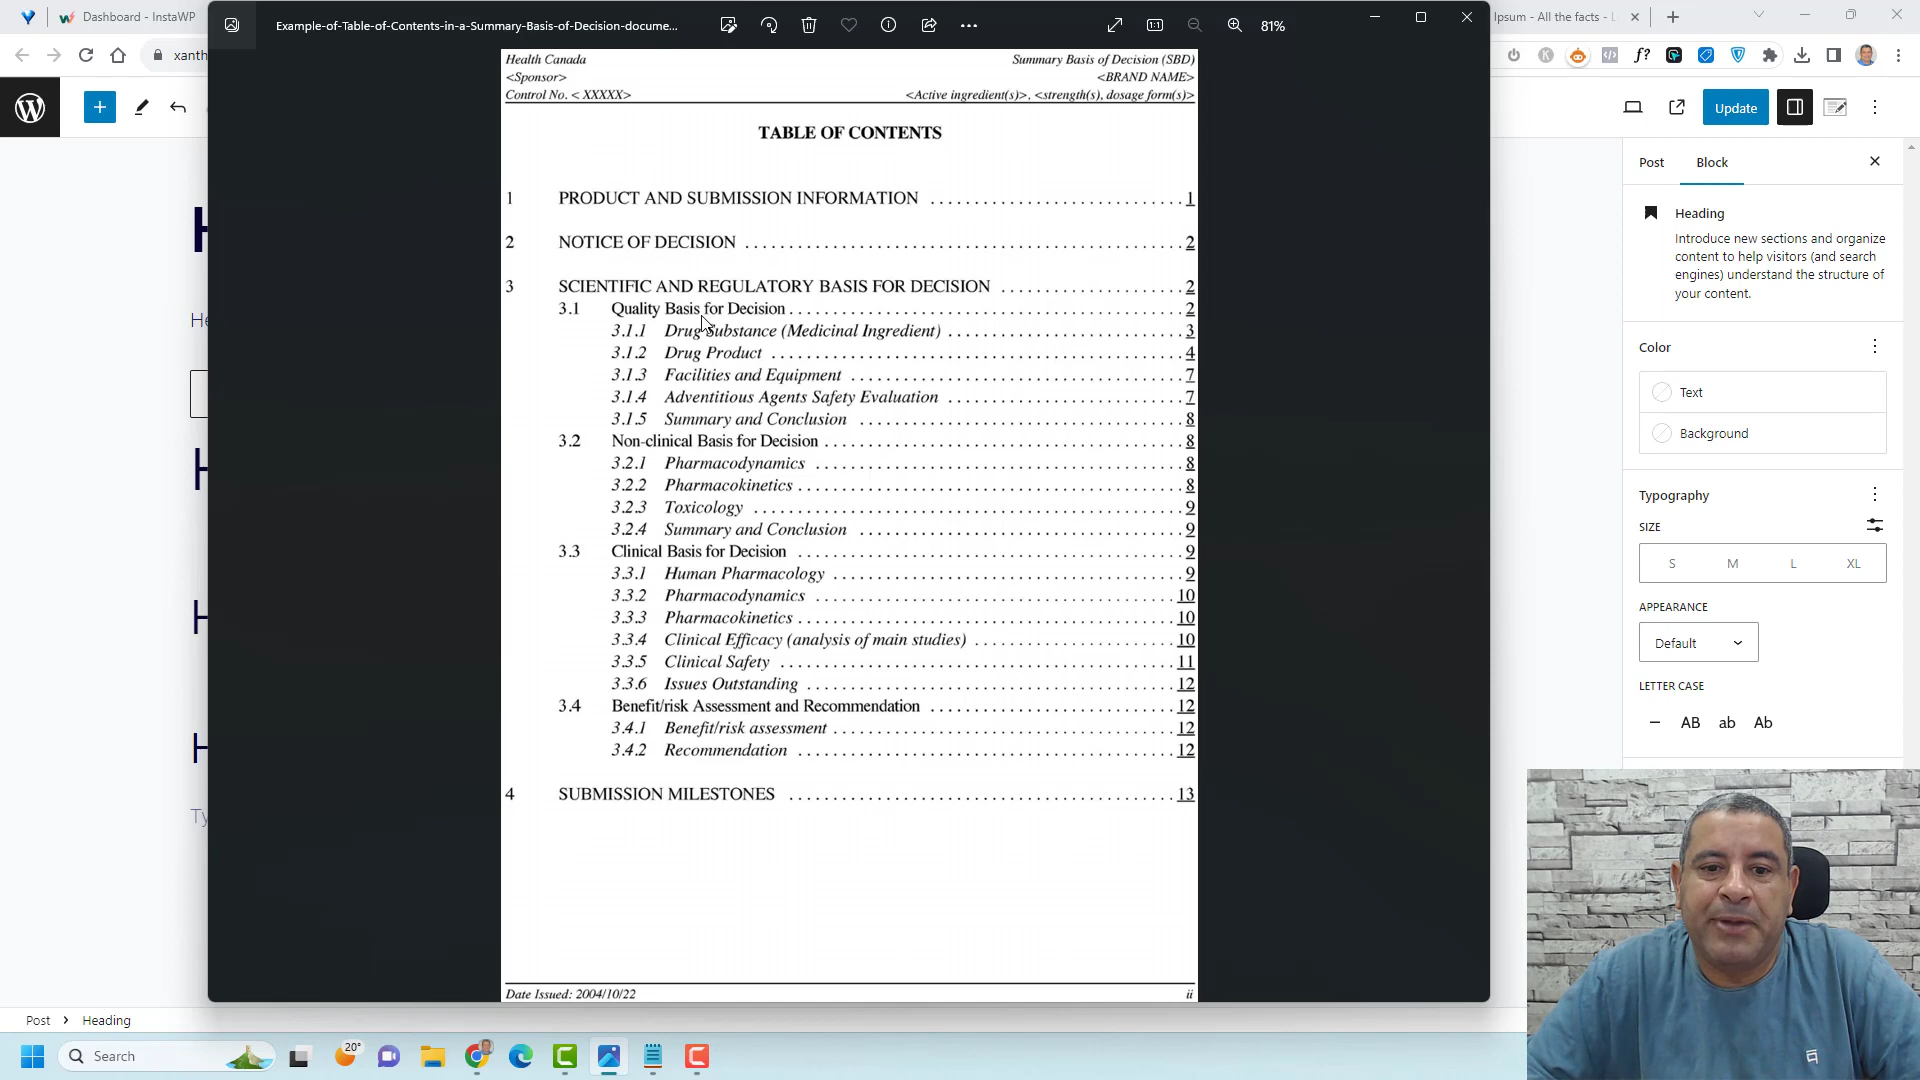 Dashboard - InstaWP
Example-of-Table-of-Contents-in-a-Summary-Basis-of-Decision-docume...
81%
Ipsum - All the facts - L
xanth
Update
Health Canada Summary Basis of Decision (SBD)
<Sponsor> <BRAND NAME>
Control No. < XXXXX> <Active ingredient(s)>, <strength(s), dosage form(s)>
TABLE OF CONTENTS
1 PRODUCT AND SUBMISSION INFORMATION 1
2 NOTICE OF DECISION 2
3 SCIENTIFIC AND REGULATORY BASIS FOR DECISION 2
3.1 Quality Basis for Decision 2
3.1.1 Drug Substance (Medicinal Ingredient) 3
3.1.2 Drug Product 4
3.1.3 Facilities and Equipment 7
3.1.4 Adventitious Agents Safety Evaluation 7
3.1.5 Summary and Conclusion 8
3.2 Non-clinical Basis for Decision 8
3.2.1 Pharmacodynamics 8
3.2.2 Pharmacokinetics 8
3.2.3 Toxicology 9
3.2.4 Summary and Conclusion 9
3.3 Clinical Basis for Decision 9
3.3.1 Human Pharmacology 9
3.3.2 Pharmacodynamics 10
3.3.3 Pharmacokinetics 10
3.3.4 Clinical Efficacy (analysis of main studies) 10
3.3.5 Clinical Safety 11
3.3.6 Issues Outstanding 12
3.4 Benefit/risk Assessment and Recommendation 12
3.4.1 Benefit/risk assessment 12
3.4.2 Recommendation 12
4 SUBMISSION MILESTONES 13
Date Issued: 2004/10/22 ii
H
He
H
H
H
Ty
Post Block
Heading
Introduce new sections and organize
content to help visitors (and search
engines) understand the structure of
your content.
Color
Text
Background
Typography
SIZE
S M L XL
APPEARANCE
Default
LETTER CASE
AB ab Ab
Post > Heading
Search
20°